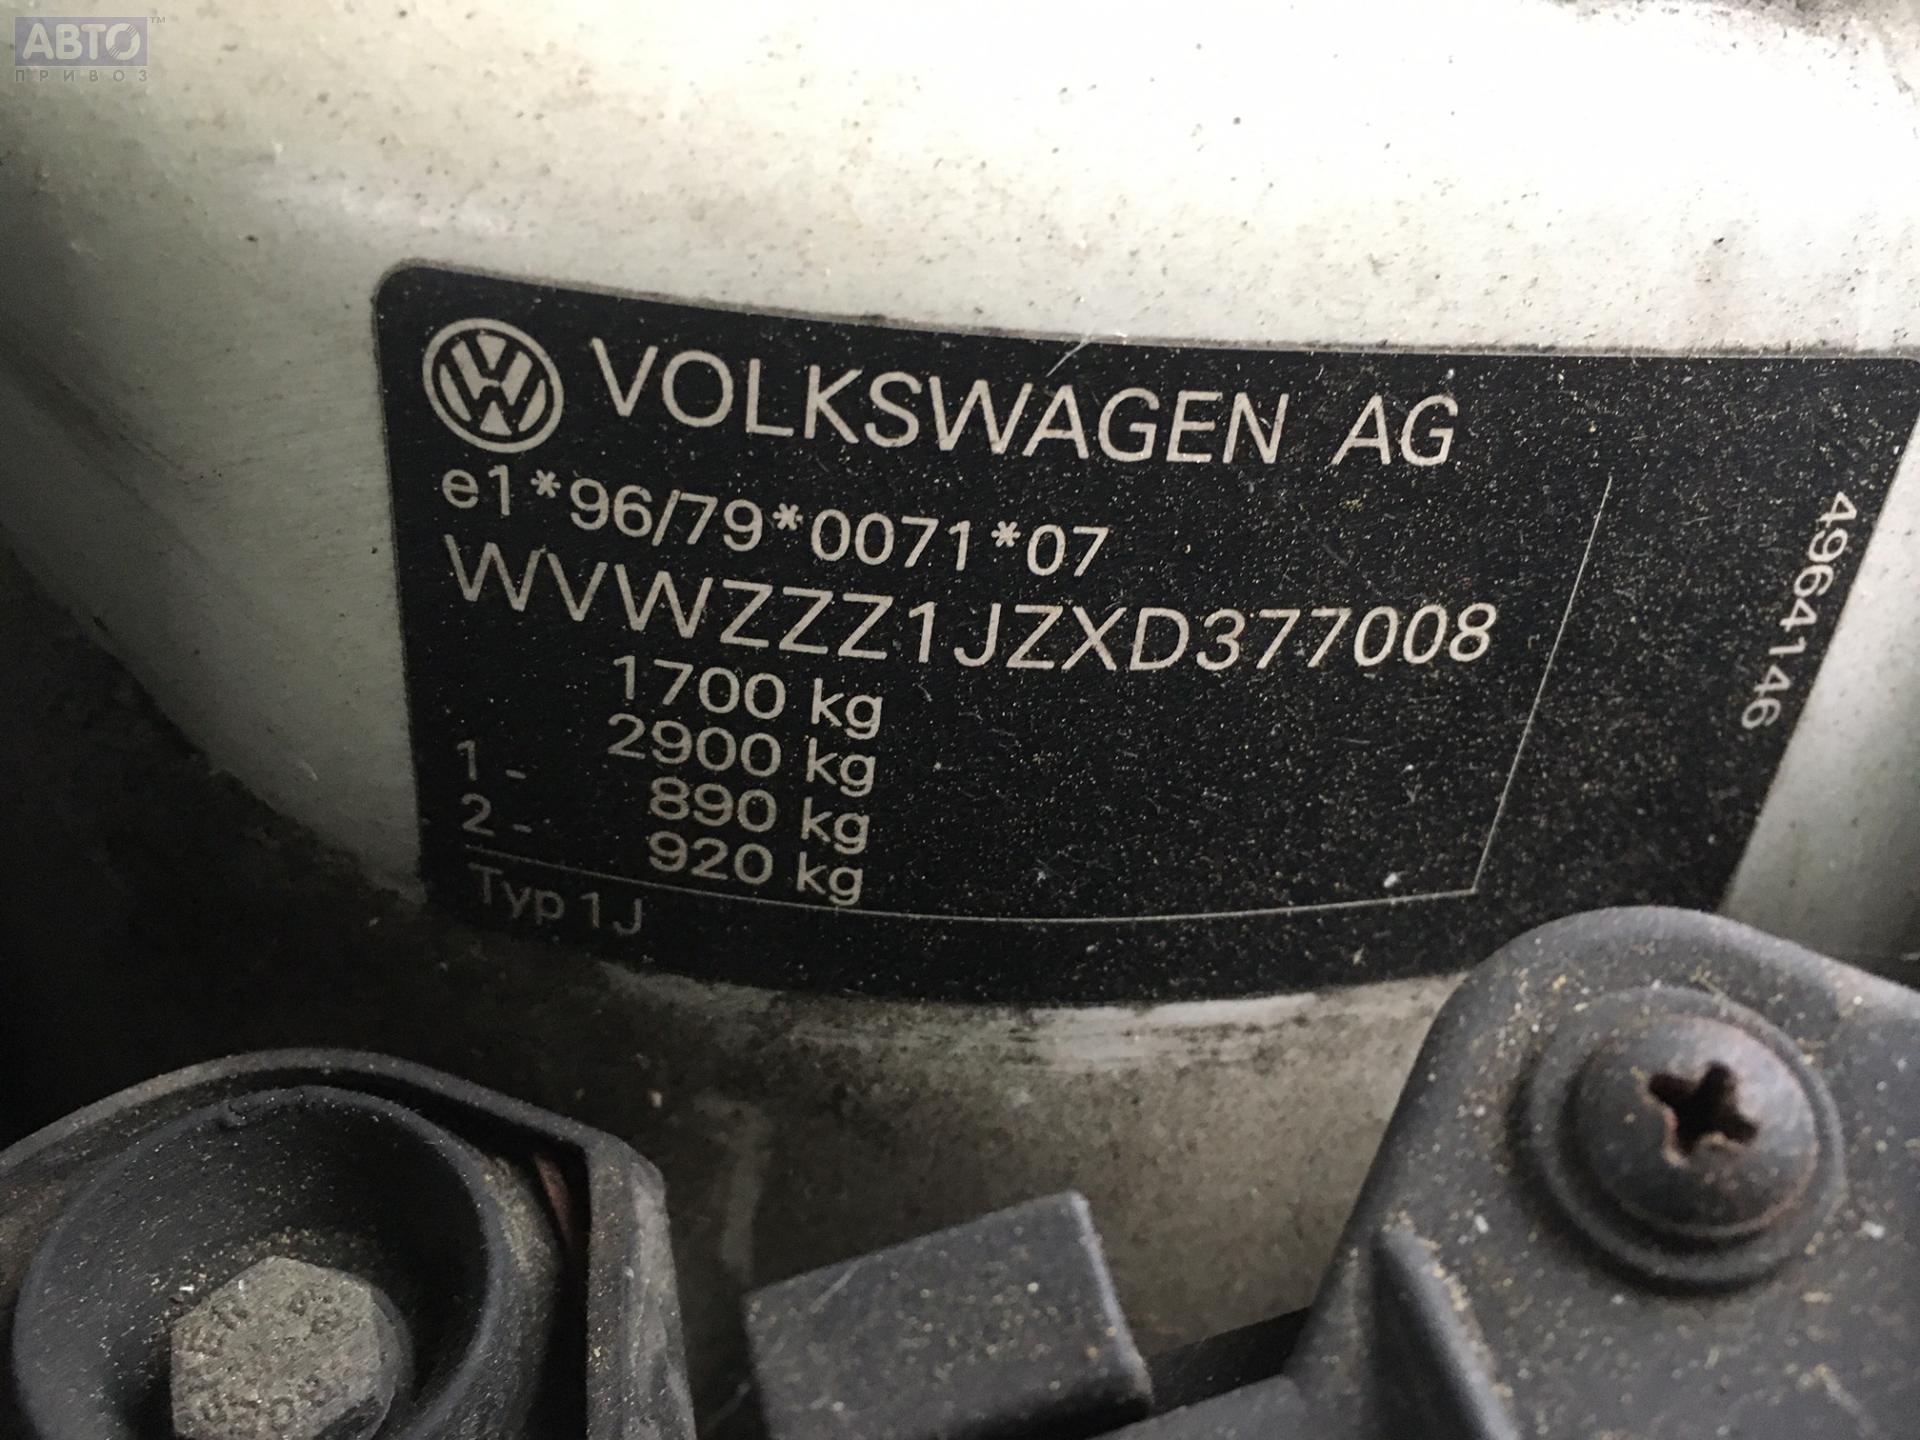 АВТО™
ПРИВОЗ
VOLKSWAGEN AG
e1*96/79*0071*07
WVWZZZ1JZXD377008
1700 kg
2900 kg
1 - 890 kg
2 - 920 kg
Typ 1J
4964146